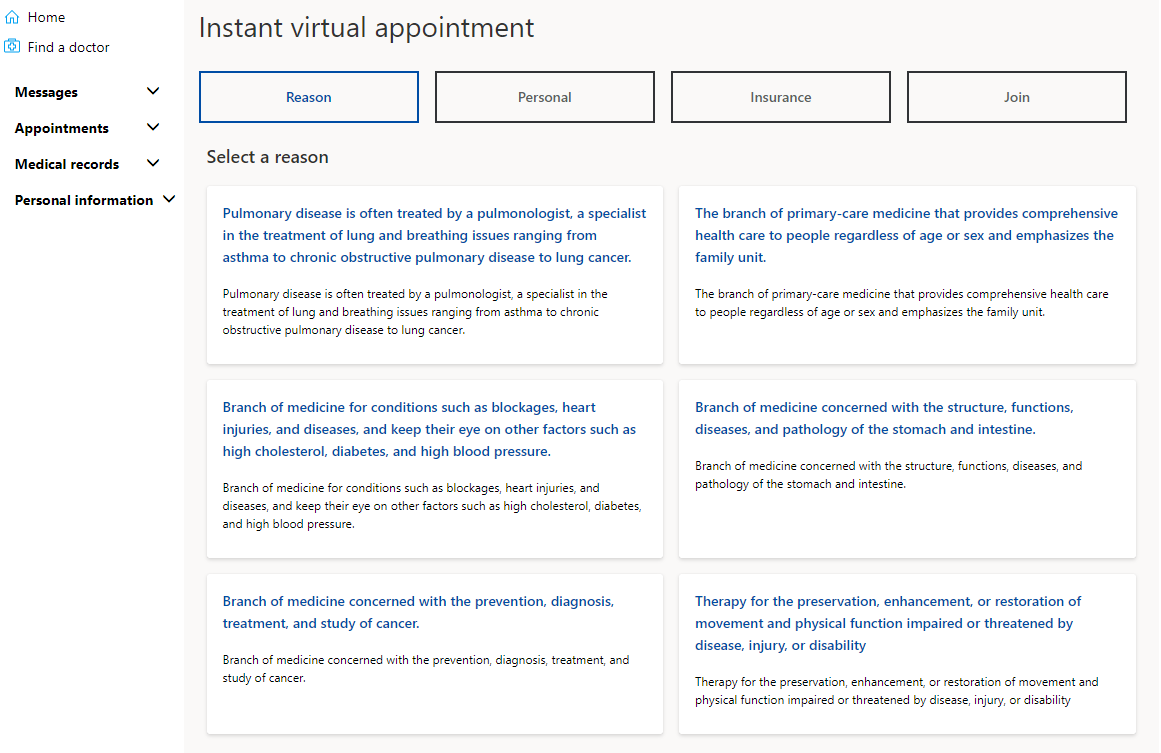 Home
Find a doctor
Messages
Appointments
Medical records
Personal information
Instant virtual appointment
Reason
Personal
Insurance
Join
Select a reason
Pulmonary disease is often treated by a pulmonologist, a specialist
in the treatment of lung and breathing issues ranging from
asthma to chronic obstructive pulmonary disease to lung cancer.
Pulmonary disease is often treated by a pulmonologist, a specialist in the
treatment of lung and breathing issues ranging from asthma to chronic
obstructive pulmonary disease to lung cancer.
The branch of primary-care medicine that provides comprehensive
health care to people regardless of age or sex and emphasizes the
family unit.
The branch of primary-care medicine that provides comprehensive health care
to people regardless of age or sex and emphasizes the family unit.
Branch of medicine for conditions such as blockages, heart
injuries, and diseases, and keep their eye on other factors such as
high cholesterol, diabetes, and high blood pressure.
Branch of medicine for conditions such as blockages, heart injuries, and
diseases, and keep their eye on other factors such as high cholesterol, diabetes,
and high blood pressure.
Branch of medicine concerned with the structure, functions,
diseases, and pathology of the stomach and intestine.
Branch of medicine concerned with the structure, functions, diseases, and
pathology of the stomach and intestine.
Branch of medicine concerned with the prevention, diagnosis,
treatment, and study of cancer.
Branch of medicine concerned with the prevention, diagnosis, treatment, and
study of cancer.
Therapy for the preservation, enhancement, or restoration of
movement and physical function impaired or threatened by
disease, injury, or disability
Therapy for the preservation, enhancement, or restoration of movement and
physical function impaired or threatened by disease, injury, or disability